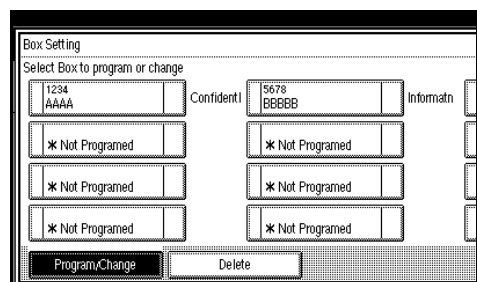 Box Setting
Select Box to program or change
1234
AAAA
Confidentl
5678
BBBBB
Informatn
* Not Programed
* Not Programed
* Not Programed
* Not Programed
* Not Programed
* Not Programed
Program/Change
Delete